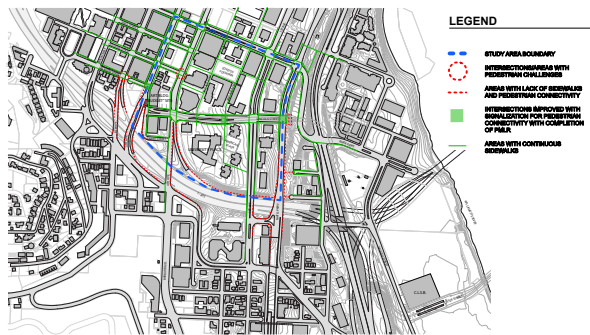 LEGEND
STUDY AREA BOUNDARY
INTERSECTIONS/AREAS WITH
PEDESTRIAN CHALLENGES
AREAS WITH LACK OF SIDEWALKS
AND PEDESTRIAN CONNECTIVITY
INTERSECTIONS IMPROVED WITH
SIGNALIZATION FOR PEDESTRIAN
CONNECTIVITY WITH COMPLETION
OF PMLR
AREAS WITH CONTINUOUS
SIDEWALKS